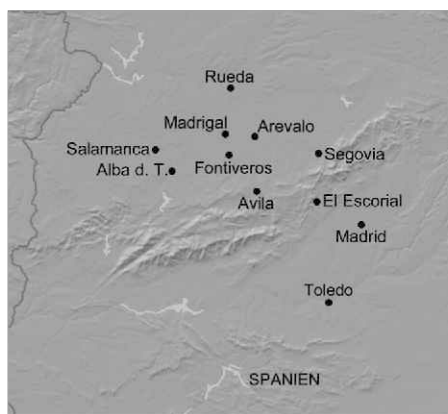 Rueda
Madrigal
Arevalo
Salamanca
Segovia
Fontiveros
Alba d. T.
Avila
El Escorial
Madrid
Toledo
SPANIEN